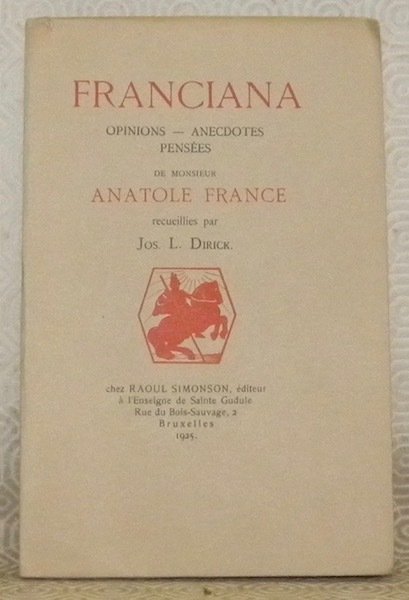 FRANCIANA
OPINIONS — ANECDOTES
PENSÉES
DE MONSIEUR
ANATOLE FRANCE
recueillies par
Jos. L. Dirick.
chez RAOUL SIMONSON, éditeur
à l'Enseigne de Sainte Gudule
Rue du Bois-Sauvage, 2
Bruxelles
1925.